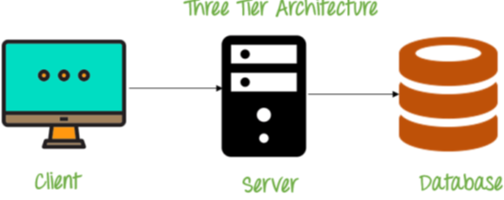 Three Tier Architecture
Client
Server
Database